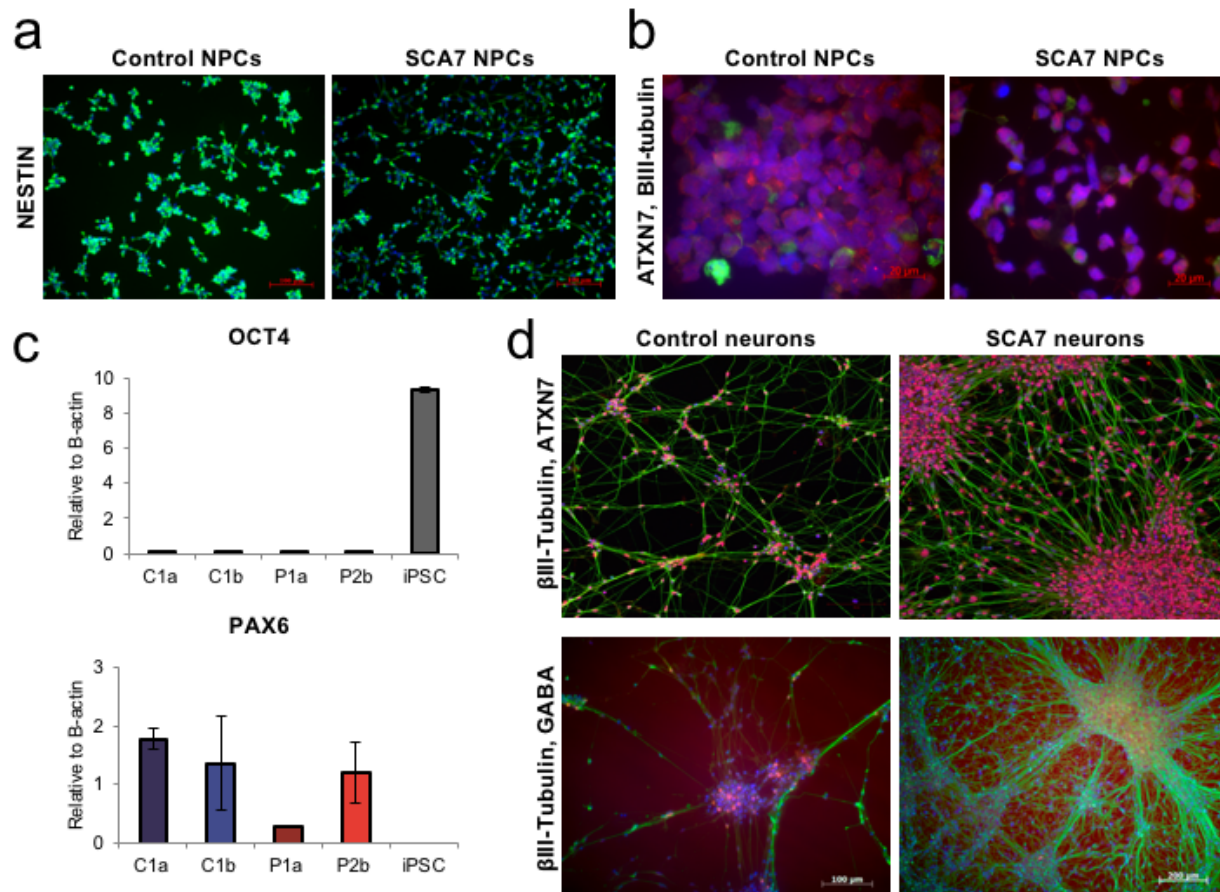 a
Control NPCs
SCA7 NPCs
NESTIN
b
Control NPCs
SCA7 NPCs
ATXN7, BIII-tubulin
20 µm
20 µm
c
OCT4
Relative to B-actin
10
8
6
4
2
0
C1a
C1b
P1a
P2b
iPSC
PAX6
Relative to B-actin
3
2
1
0
C1a
C1b
P1a
P2b
iPSC
d
Control neurons
SCA7 neurons
βIII-Tubulin, ATXN7
βIII-Tubulin, GABA
100 µm
200 µm